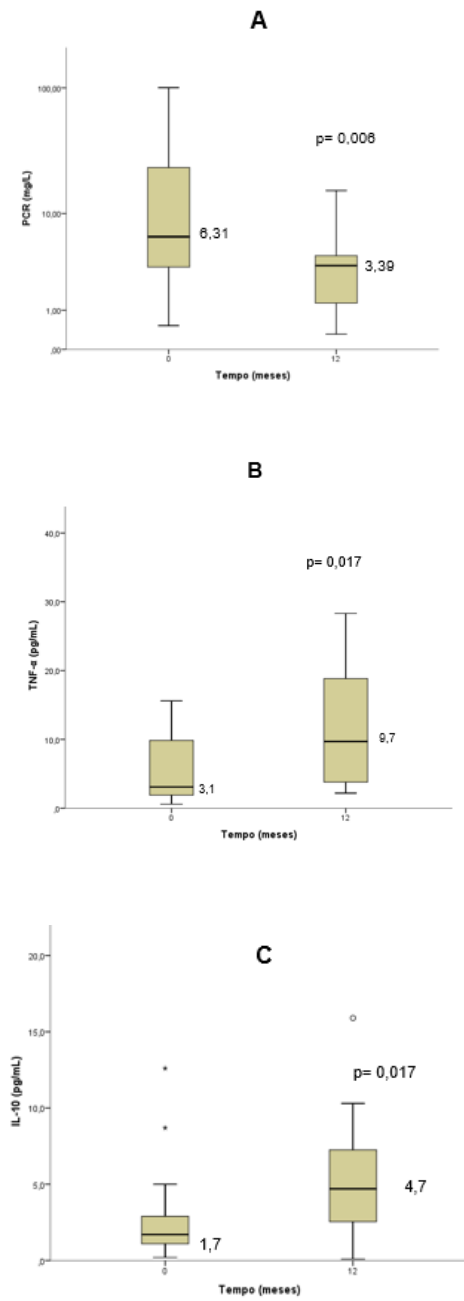 A
100,00
p= 0,006
PCR (mg/L)
10,00
6,31
3,39
1,00
,00
0
12
Tempo (meses)
B
40,0
p= 0,017
30,0
TNF-α (pg/mL)
20,0
10,0
9,7
3,1
,0
0
12
Tempo (meses)
C
20,0
15,0
p= 0,017
IL-10 (pg/mL)
10,0
5,0
4,7
1,7
,0
0
12
Tempo (meses)